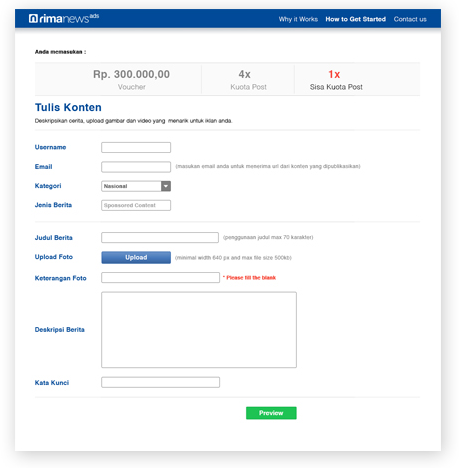 rimanews ads
Why it Works How to Get Started Contact us
Anda memasukan :
Rp. 300.000,00 4x 1x
Voucher Kuota Post Sisa Kuota Post
Tulis Konten
Deskripsikan cerita, upload gambar dan video yang menarik untuk iklan anda.
Username
Email (masukan email anda untuk menerima url dari konten yang dipublikasikan)
Kategori Nasional
Jenis Berita Sponsored Content
Judul Berita (penggunaan judul max 70 karakter)
Upload Foto Upload (minimal width 640 px and max file size 500kb)
Keterangan Foto * Please fill the blank
Deskripsi Berita
Kata Kunci
Preview